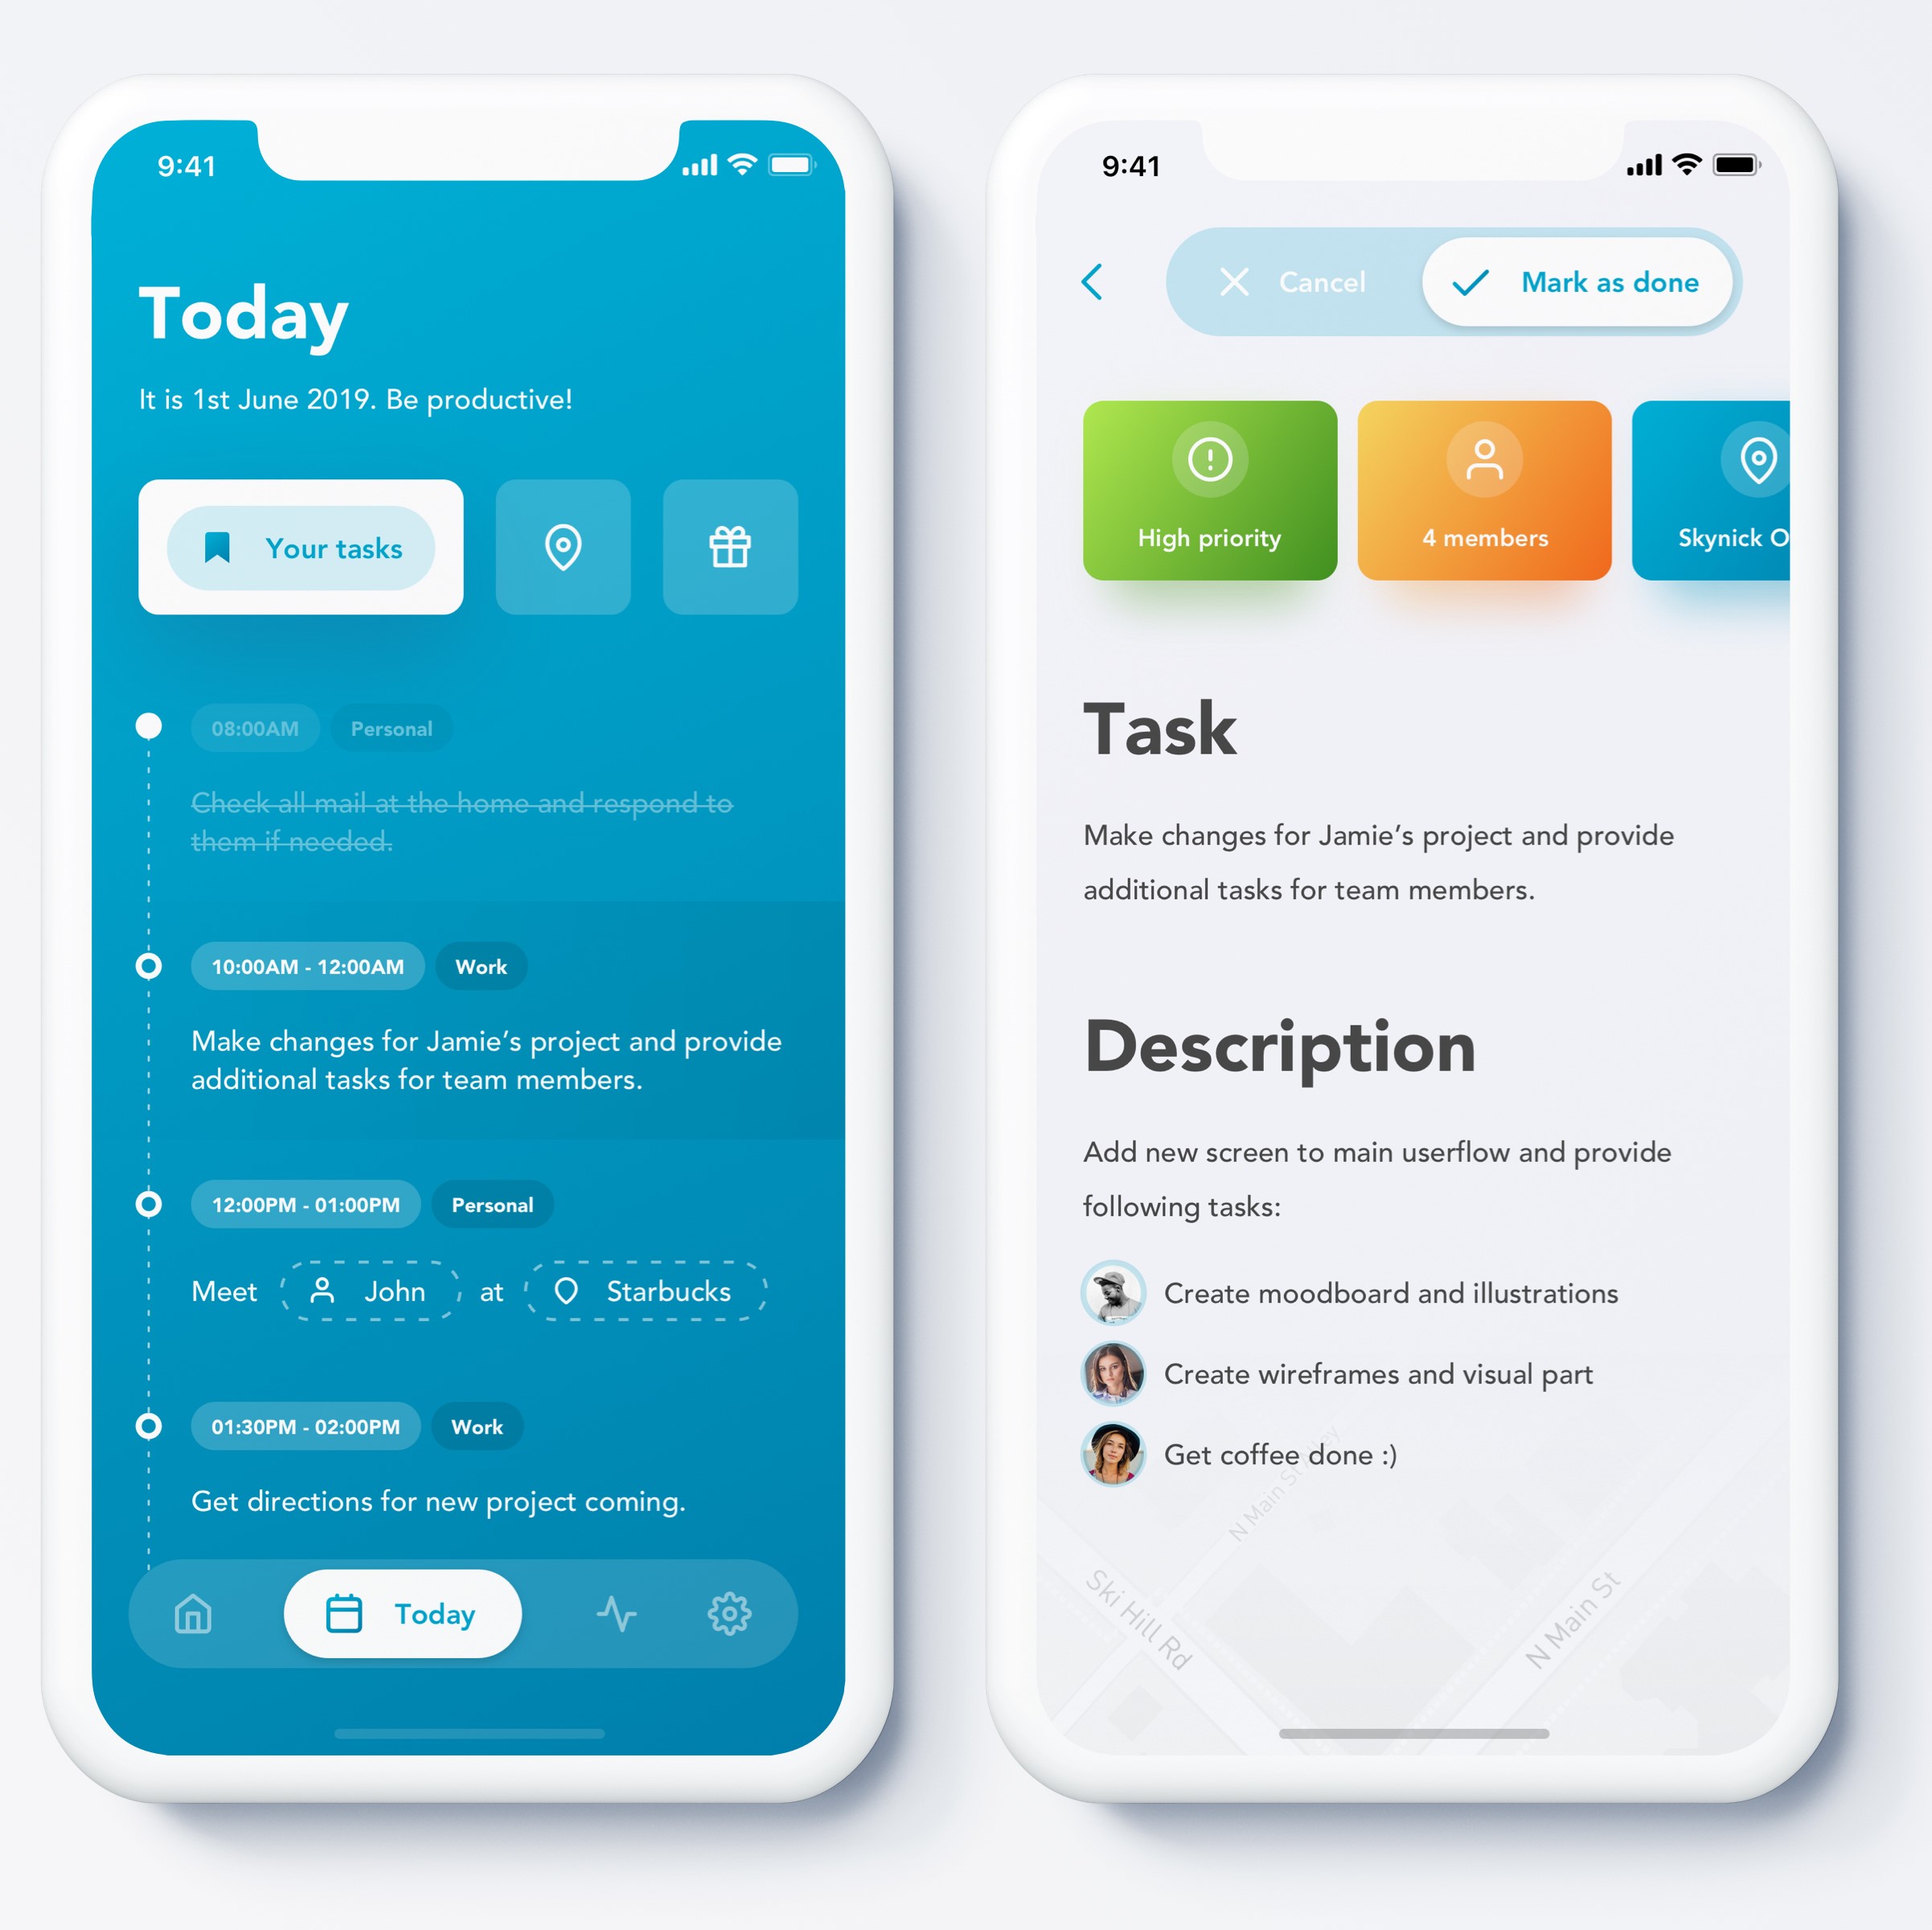 9:41
Today
It is 1st June 2019. Be productive!
Your tasks
08:00AM Personal
Check all mail at the home and respond to
them if needed.
10:00AM - 12:00AM Work
Make changes for Jamie’s project and provide
additional tasks for team members.
12:00PM - 01:00PM Personal
Meet John at Starbucks
01:30PM - 02:00PM Work
Get directions for new project coming.
Today
9:41
Cancel Mark as done
High priority 4 members Skynick O
Task
Make changes for Jamie’s project and provide
additional tasks for team members.
Description
Add new screen to main userflow and provide
following tasks:
Create moodboard and illustrations
Create wireframes and visual part
Get coffee done :)
N Main St Alley
Ski Hill Rd
N Main St